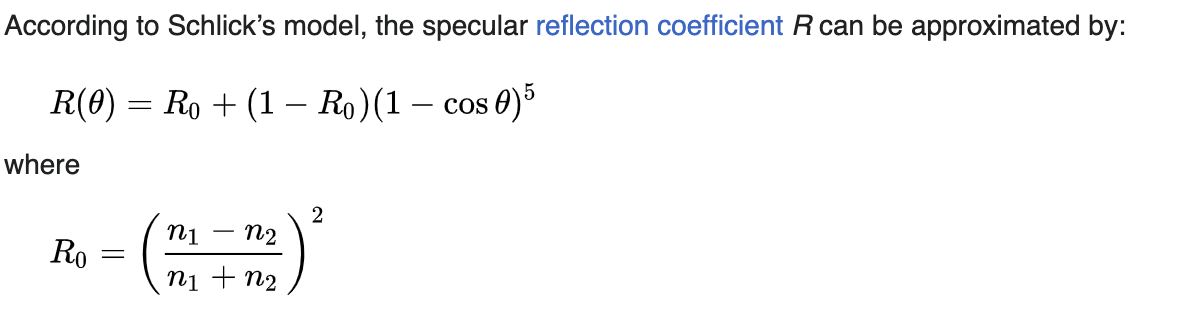 According to Schlick’s model, the specular reflection coefficient R can be approximated by:
R(θ) = R₀ + (1 − R₀)(1 − cos θ)⁵
where
R₀ = ((n₁ − n₂)/(n₁ + n₂))²